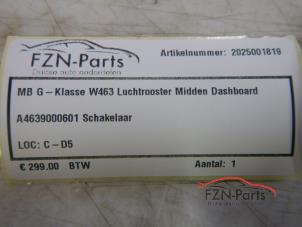 FZN-Parts
Duitse auto onderdelen
Artikelnummer: 2025001819
MB G-Klasse W463 Luchtrooster Midden Dashboard
A4639000601 Schakelaar
LOC: C-D5
€ 299.00 BTW
Aantal: 1
FZN-Parts